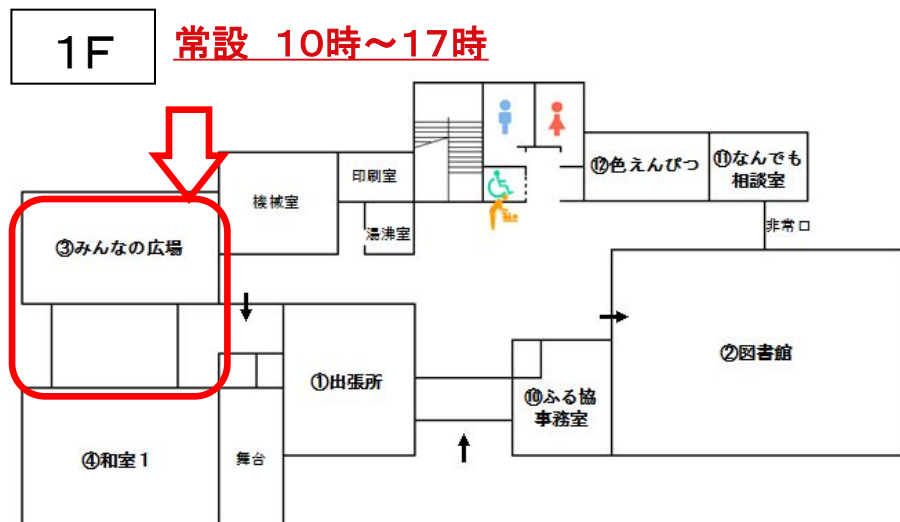 1F
常設 10時～17時
⑫色えんぴつ
⑪なんでも
相談室
印刷室
機械室
湯沸室
非常口
③みんなの広場
②図書館
①出張所
⑩ふる協
事務室
④和室1
舞台